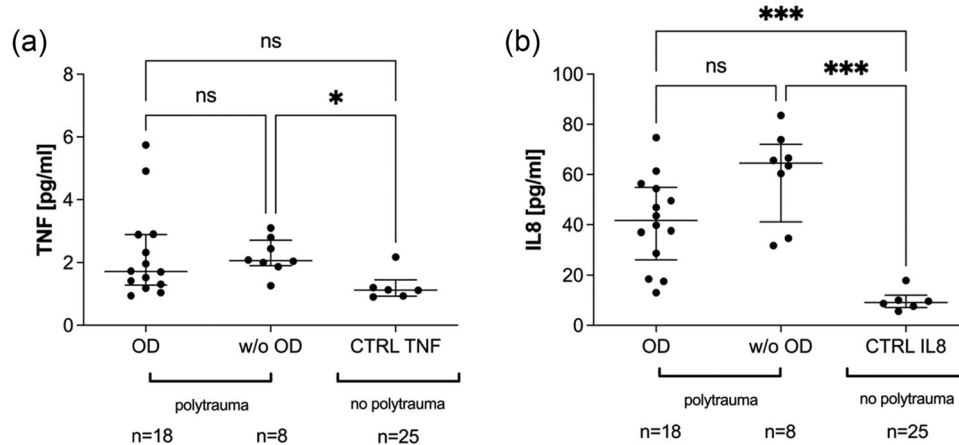 (a)
ns
ns
*
TNF [pg/ml]
8
6
4
2
0
OD
w/o OD
CTRL TNF
polytrauma
no polytrauma
n=18
n=8
n=25
(b)
***
ns
***
IL8 [pg/ml]
100
80
60
40
20
0
OD
w/o OD
CTRL IL8
polytrauma
no polytrauma
n=18
n=8
n=25